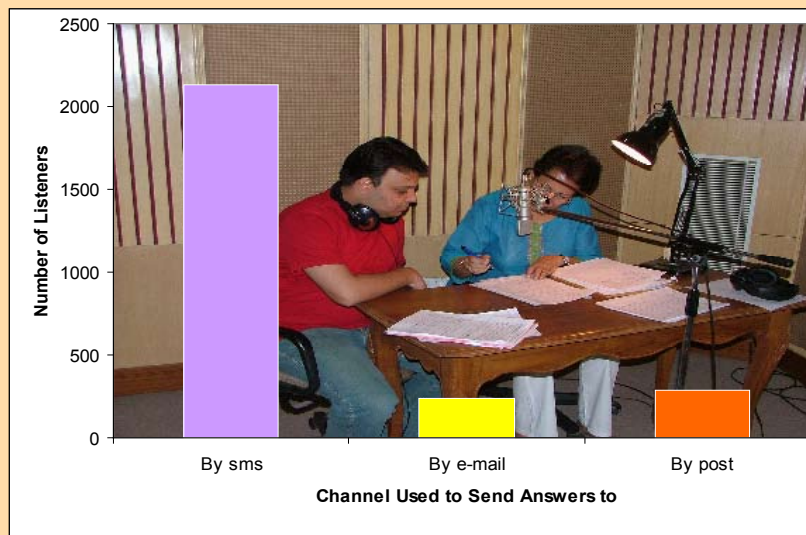 2500
2000
1500
1000
500
0
Number of Listeners
By sms
By e-mail
By post
Channel Used to Send Answers to